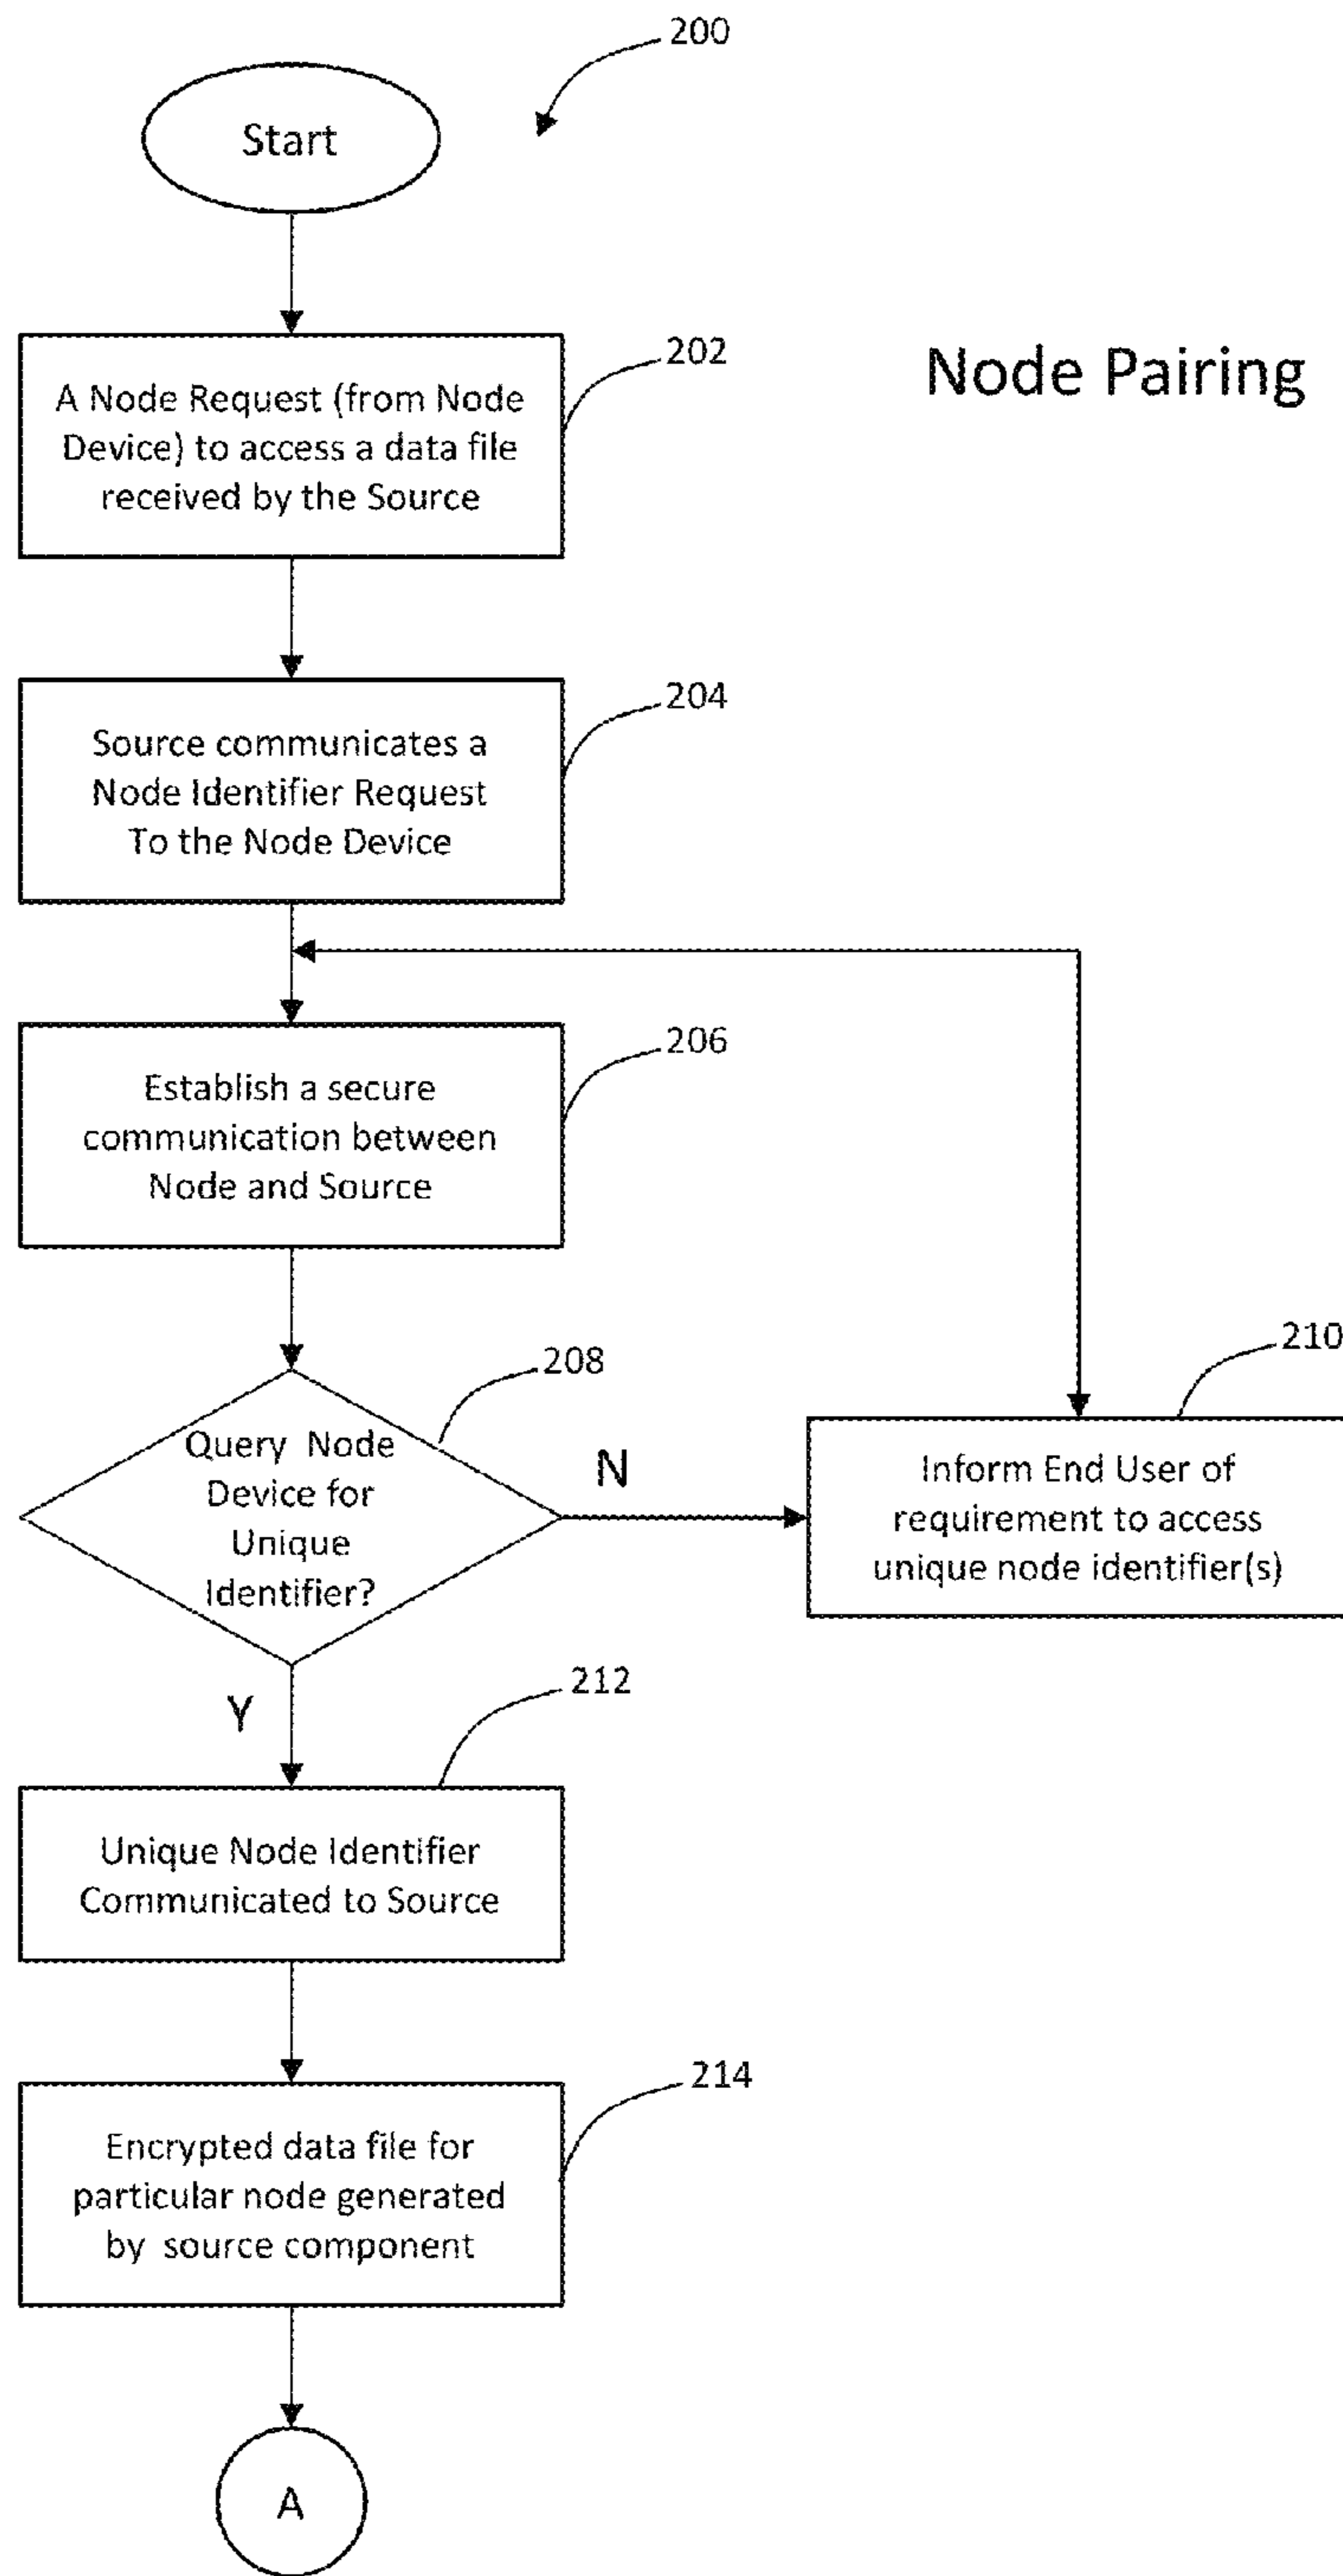 200
Start
Node Pairing
202
A Node Request (from Node
Device) to access a data file
received by the Source
204
Source communicates a
Node Identifier Request
To the Node Device
206
Establish a secure
communication between
Node and Source
208
Query Node
Device for
Unique
Identifier?
N
210
Inform End User of
requirement to access
unique node identifier(s)
Y
212
Unique Node Identifier
Communicated to Source
214
Encrypted data file for
particular node generated
by source component
A